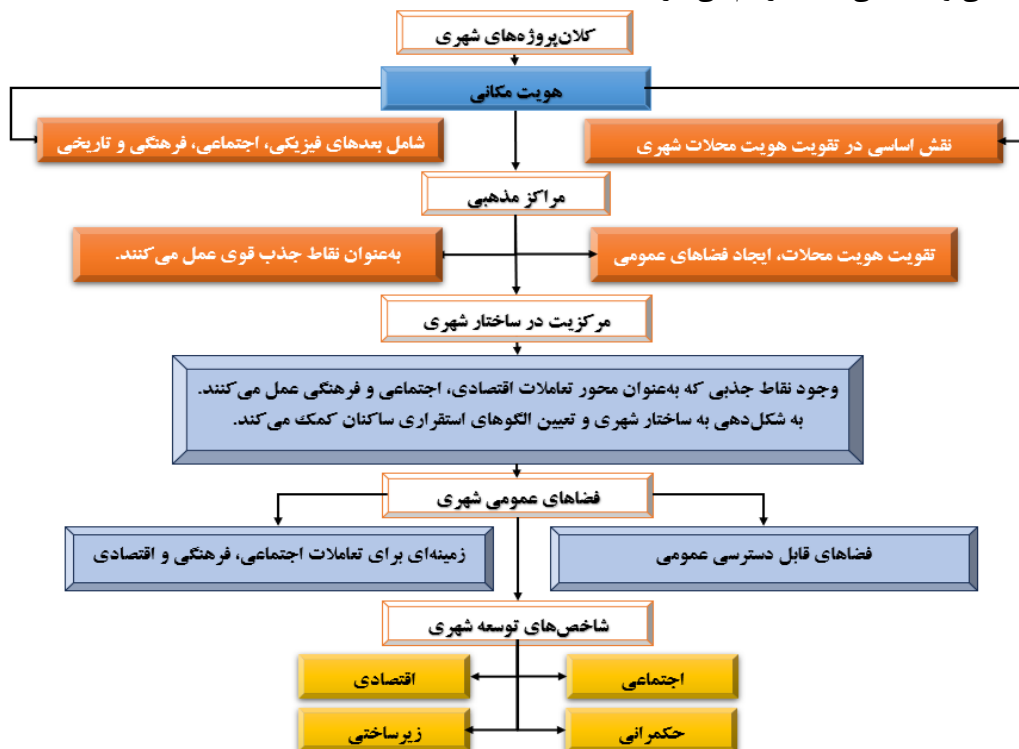 کلان‌پروژه‌های شهری
هویت مکانی
نقش اساسی در تقویت هویت محلات شهری
شامل بعدهای فیزیکی، اجتماعی، فرهنگی و تاریخی
مراکز مذهبی
تقویت هویت محلات، ایجاد فضاهای عمومی
به‌عنوان نقاط جذب قوی عمل می‌کنند.
مرکزیت در ساختار شهری
وجود نقاط جذبی که به‌عنوان محور تعاملات اقتصادی، اجتماعی و فرهنگی عمل می‌کنند.
به شکل‌دهی به ساختار شهری و تعیین الگوهای استقراری ساکنان کمک می‌کند.
فضاهای عمومی شهری
فضاهای قابل دسترسی عمومی
زمینه‌ای برای تعاملات اجتماعی، فرهنگی و اقتصادی
شاخص‌های توسعه شهری
اجتماعی
اقتصادی
حکمرانی
زیرساختی